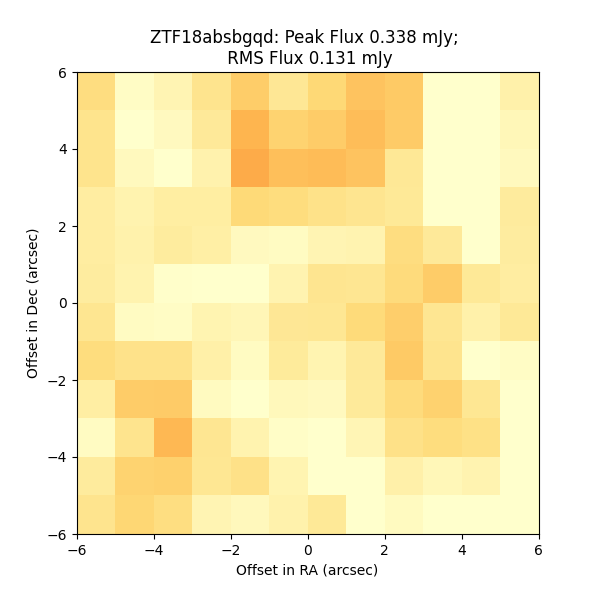 ZTF18absbgqd: Peak Flux 0.338 mJy;
RMS Flux 0.131 mJy
6
4
2
0
−2
−4
−6
Offset in Dec (arcsec)
−6 −4 −2 0 2 4 6
Offset in RA (arcsec)